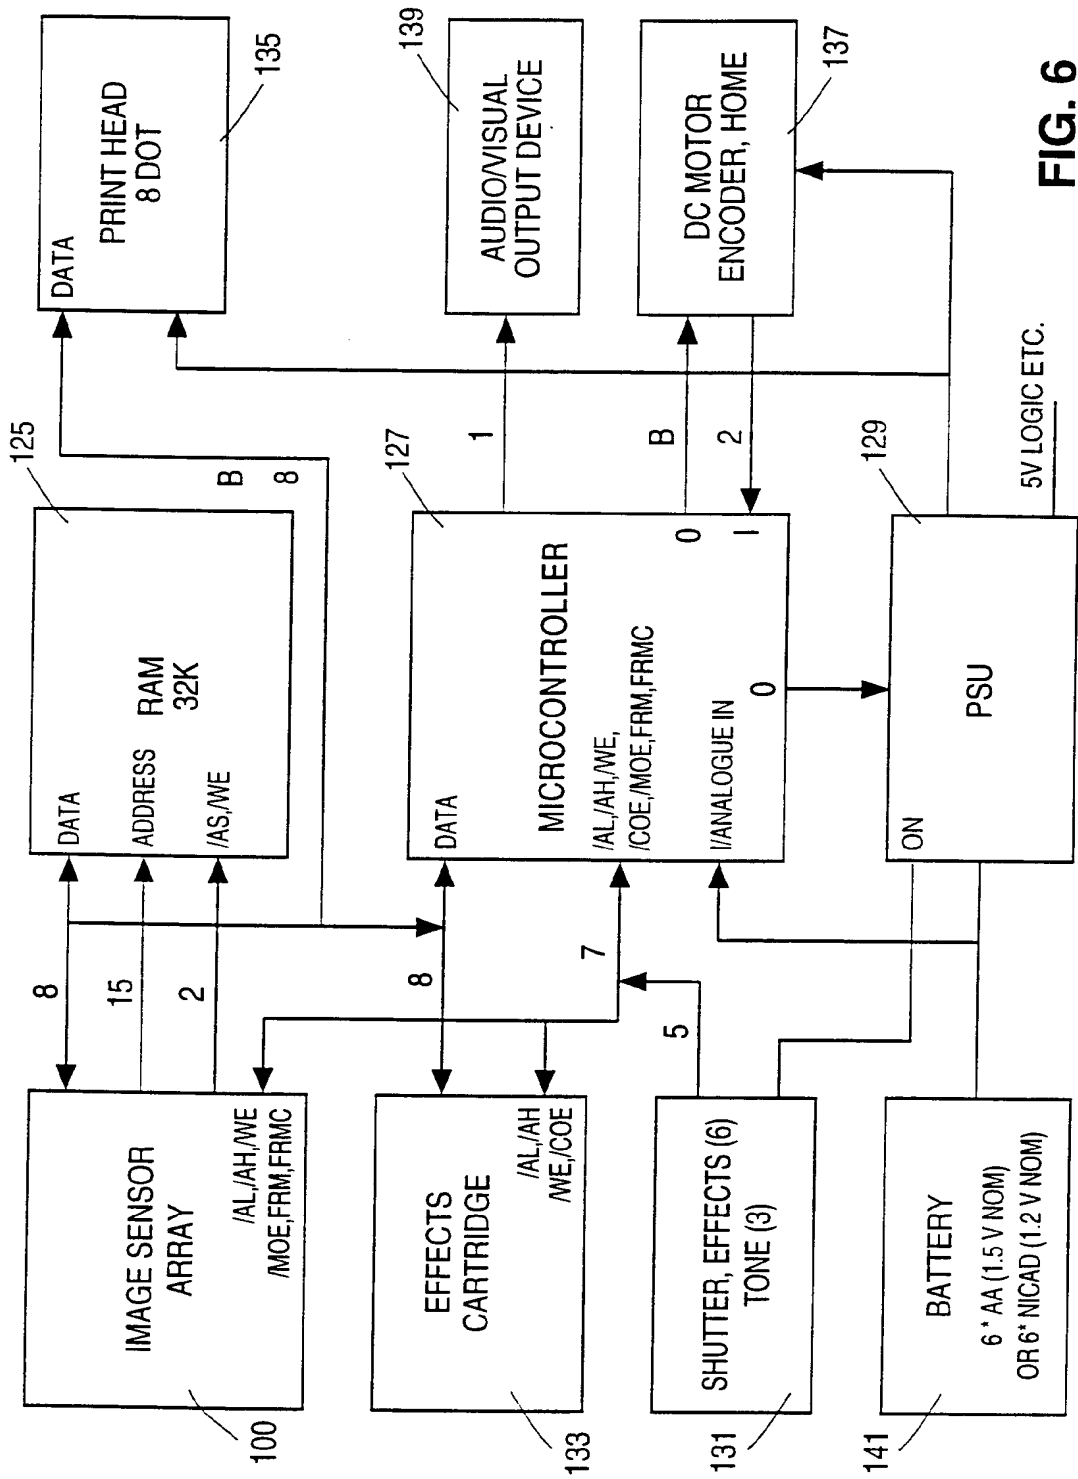 IMAGE SENSOR
ARRAY
/AL,/AH,/WE
/MOE,FRM,FRMC
100
8
15
2
125
DATA
ADDRESS
/AS,/WE
RAM
32K
B
8
DATA
PRINT HEAD
8 DOT
135
EFFECTS
CARTRIDGE
/AL,/AH
/WE,/COE
133
8
7
127
DATA
MICROCONTROLLER
/AL,/AH,/WE,
/COE,/MOE,FRM,FRMC
I/ANALOGUE IN
0
0
I
1
B
2
139
AUDIO/VISUAL
OUTPUT DEVICE
DC MOTOR
ENCODER, HOME
137
SHUTTER, EFFECTS (6)
TONE (3)
131
5
BATTERY
6 * AA (1.5 V NOM)
OR 6* NICAD (1.2 V NOM)
141
ON
PSU
129
5V LOGIC ETC.
FIG. 6